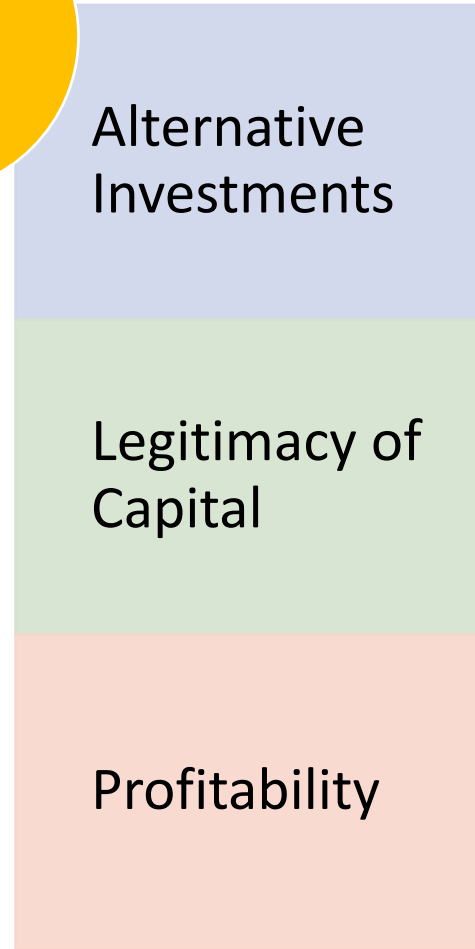 Alternative
Investments
Legitimacy of
Capital
Profitability